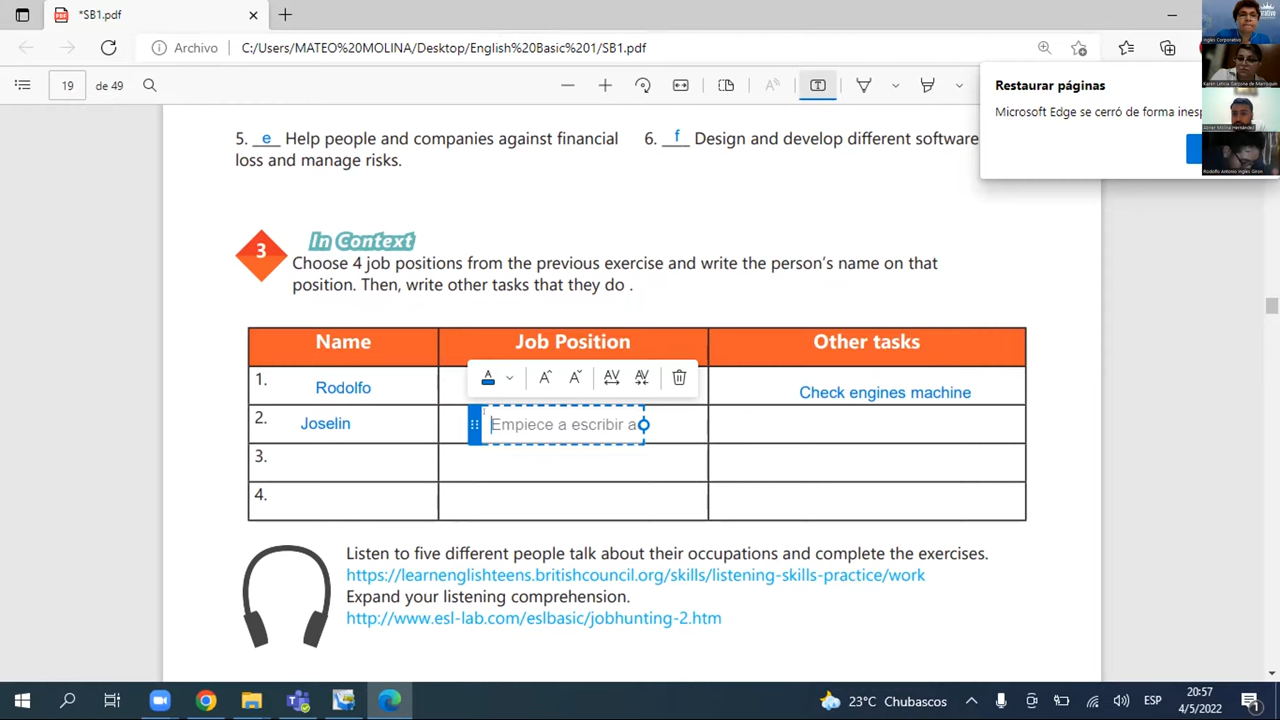 *SB1.pdf
Archivo
C:/Users/MATEO%20MOLINA/Desktop/English%20Basic%201/SB1.pdf
19 de 49
Restaurar páginas
Microsoft Edge se cerró de forma inesp
Inglés Corporativo
Rodolfo Antonio Ingles Giron
5. e Help people and companies against financial loss and manage risks.
6. f Design and develop different software
3
In Context
Choose 4 job positions from the previous exercise and write the person's name on that
position. Then, write other tasks that they do .
Name Job Position Other tasks
1. Rodolfo Check engines machine
2. Joselin Empiece a escribir a
3.
4.
Listen to five different people talk about their occupations and complete the exercises.
https://learnenglishteens.britishcouncil.org/skills/listening-skills-practice/work
Expand your listening comprehension.
http://www.esl-lab.com/eslbasic/jobhunting-2.htm
23°C Chubascos
ESP
20:57
4/5/2022